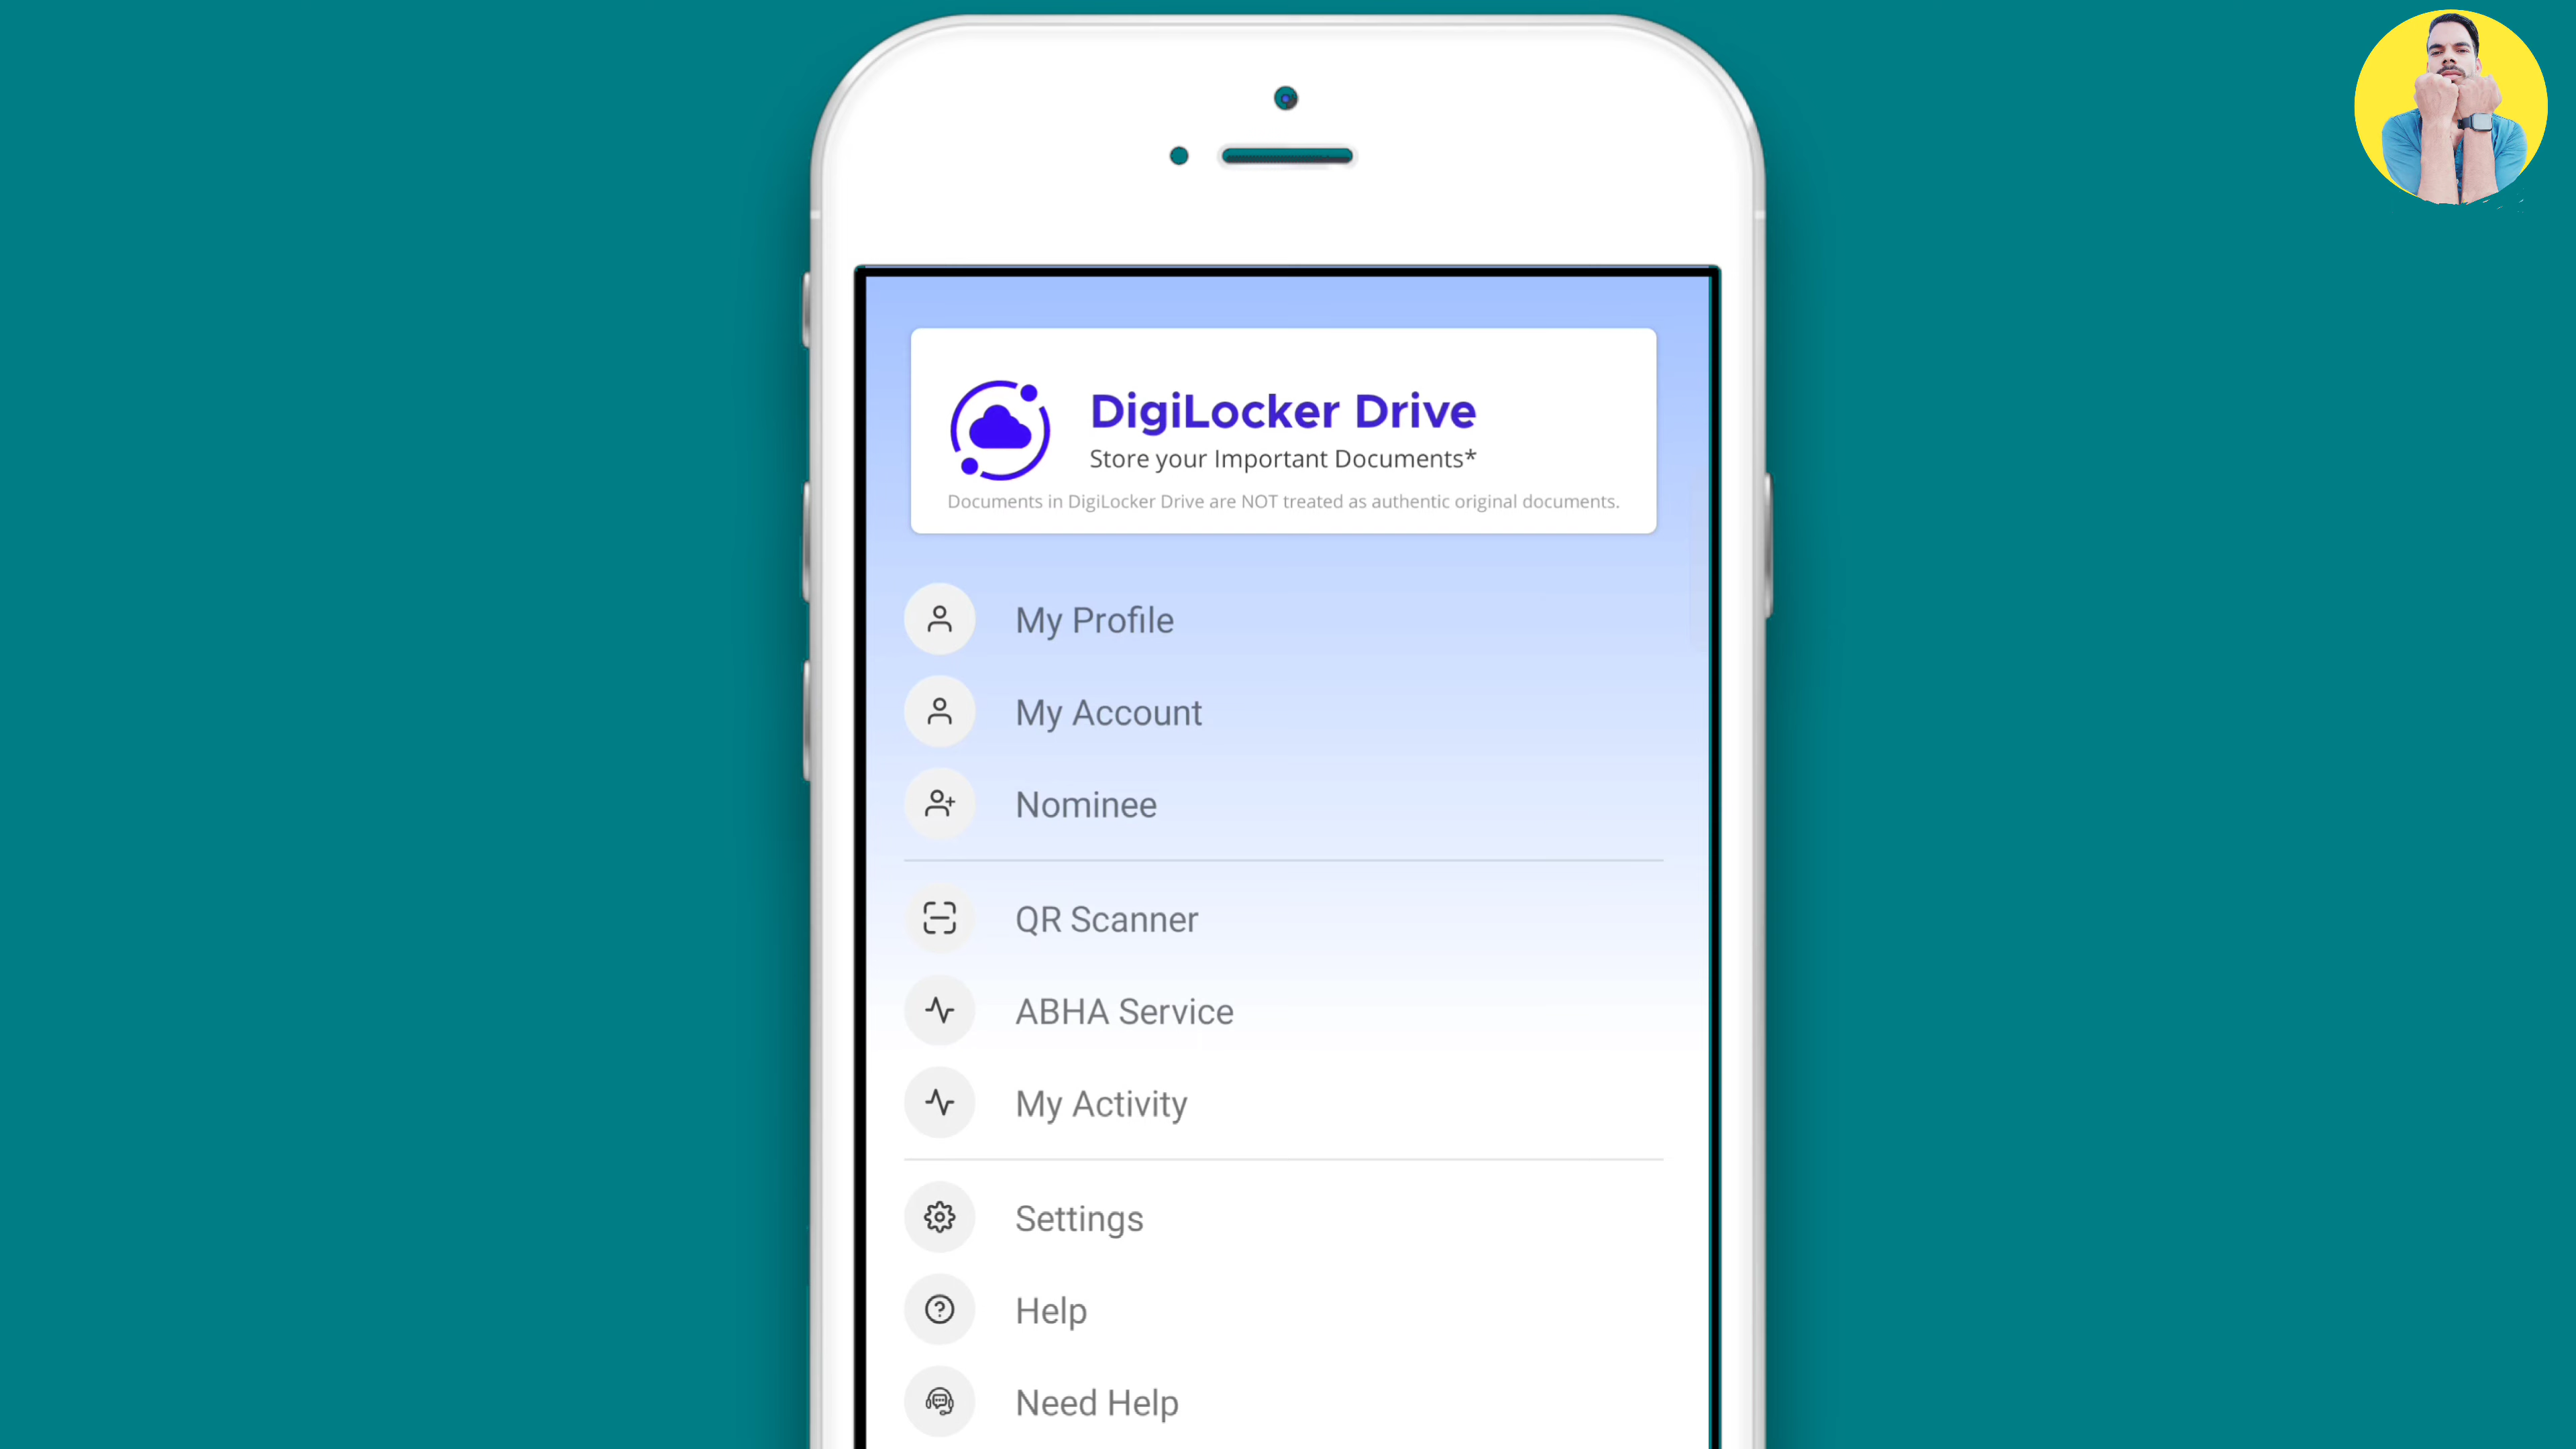 DigiLocker Drive
Store your Important Documents*
Documents in DigiLocker Drive are NOT treated as authentic original documents.
My Profile
My Account
Nominee
QR Scanner
ABHA Service
My Activity
Settings
Help
Need Help